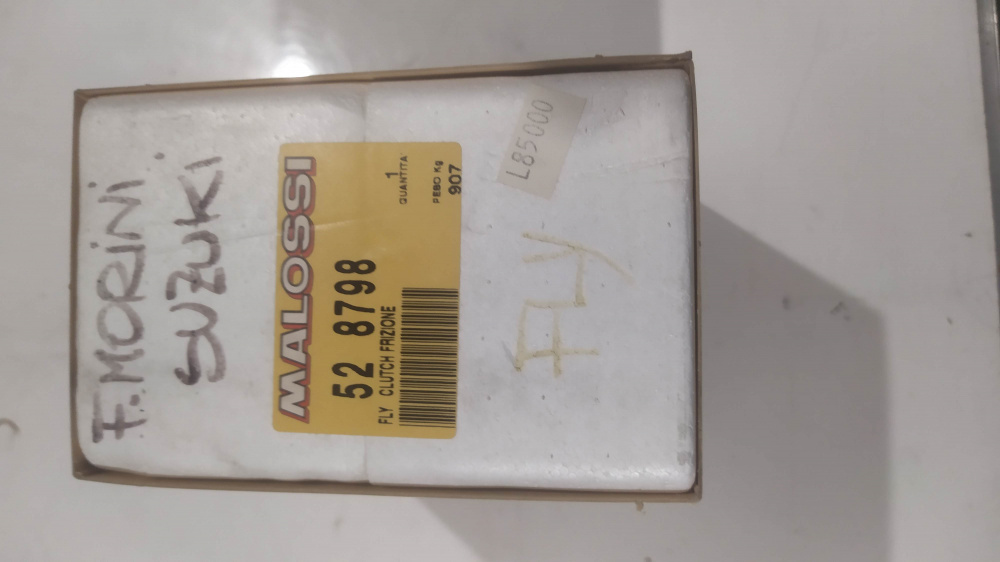 F. MORINI
SUZUKI
MALOSSI
52 8798
FLY CLUTCH FRIZIONE
1
QUANTITA'
PESO Kg
907
L85000
FLY